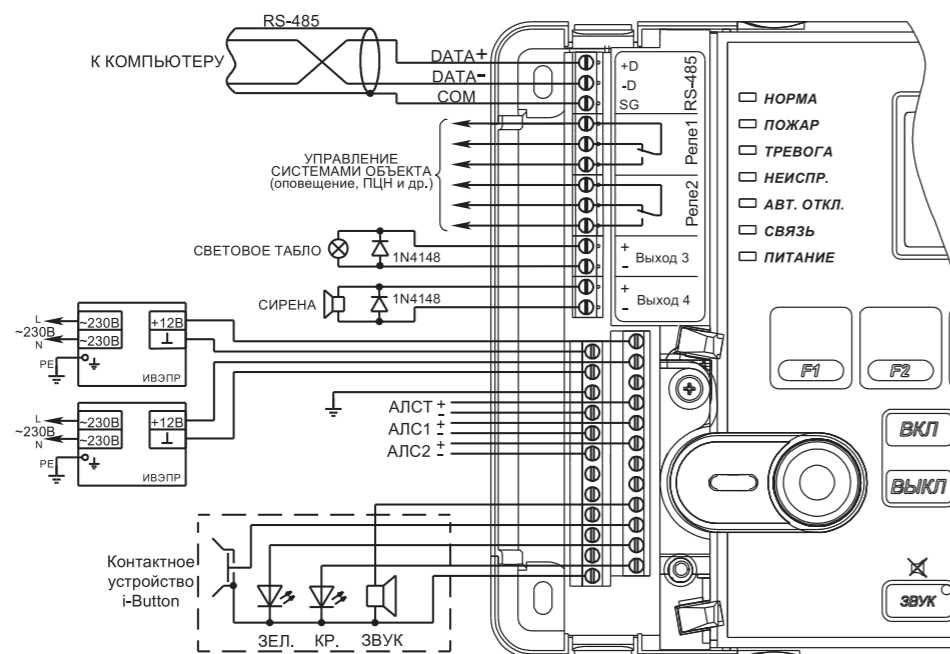 RS-485
К КОМПЬЮТЕРУ
DATA+
DATA-
COM
+D
-D
SG
RS-485
Реле1
Реле2
УПРАВЛЕНИЕ
СИСТЕМАМИ ОБЪЕКТА
(оповещение, ПЦН и др.)
СВЕТОВОЕ ТАБЛО
1N4148
+
- Выход 3
СИРЕНА
1N4148
+
- Выход 4
НОРМА
ПОЖАР
ТРЕВОГА
НЕИСПР.
АВТ. ОТКЛ.
СВЯЗЬ
ПИТАНИЕ
L
~230В
N
PE
~230В
~230В
+12В
ИВЭПР
L
~230В
N
PE
~230В
~230В
+12В
ИВЭПР
АЛСТ + -
АЛС1 + -
АЛС2 + -
F1
F2
ВКЛ
ВЫКЛ
ЗВУК
Контактное
устройство
i-Button
ЗЕЛ.
КР.
ЗВУК